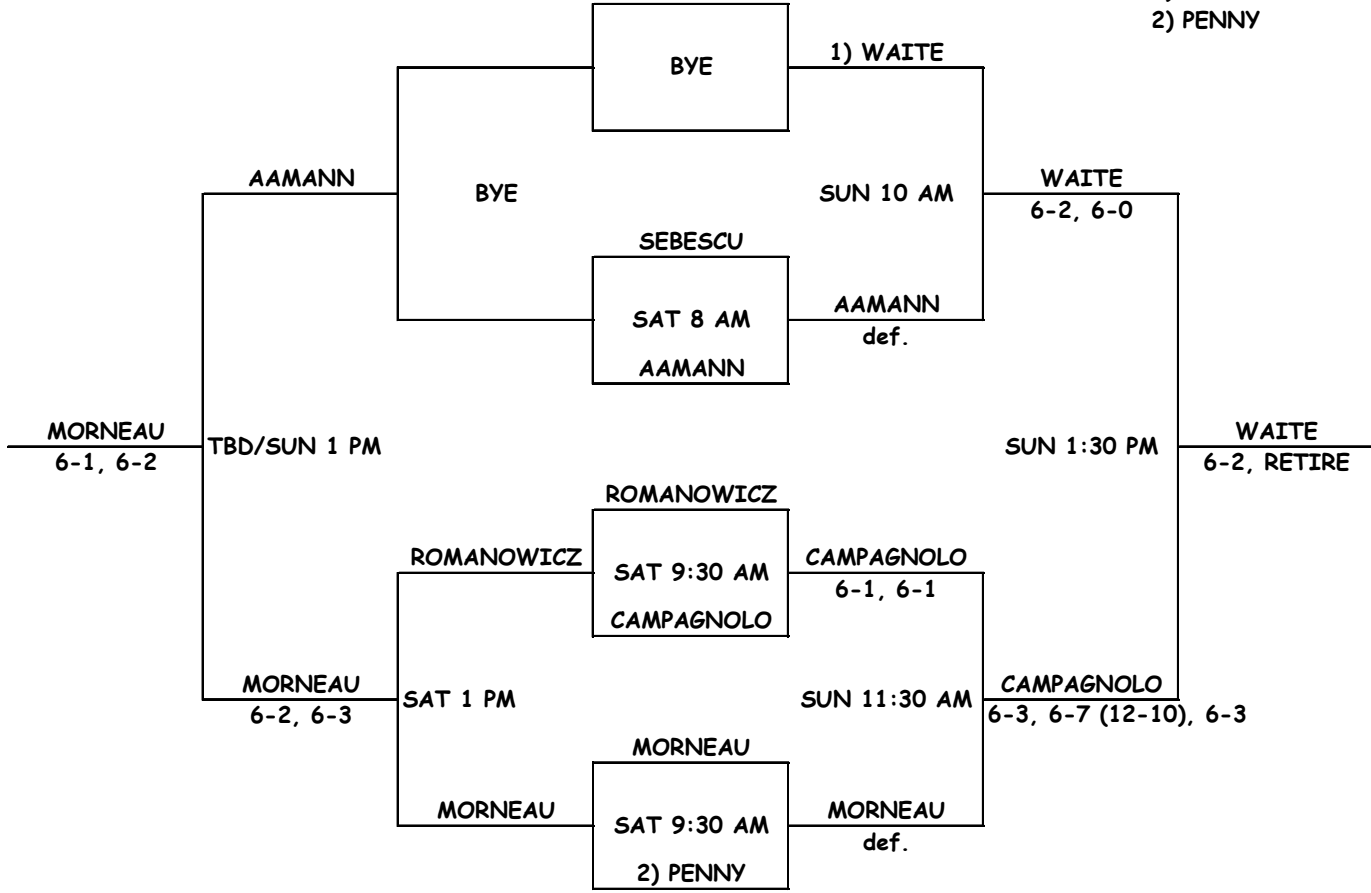 2) PENNY
BYE
1) WAITE
AAMANN
BYE
SUN 10 AM
WAITE
6-2, 6-0
SEBESCU
SAT 8 AM
AAMANN
def.
AAMANN
MORNEAU
6-1, 6-2
TBD/SUN 1 PM
SUN 1:30 PM
WAITE
6-2, RETIRE
ROMANOWICZ
ROMANOWICZ
SAT 9:30 AM
CAMPAGNOLO
6-1, 6-1
CAMPAGNOLO
MORNEAU
6-2, 6-3
SAT 1 PM
SUN 11:30 AM
CAMPAGNOLO
6-3, 6-7 (12-10), 6-3
MORNEAU
MORNEAU
SAT 9:30 AM
MORNEAU
def.
2) PENNY